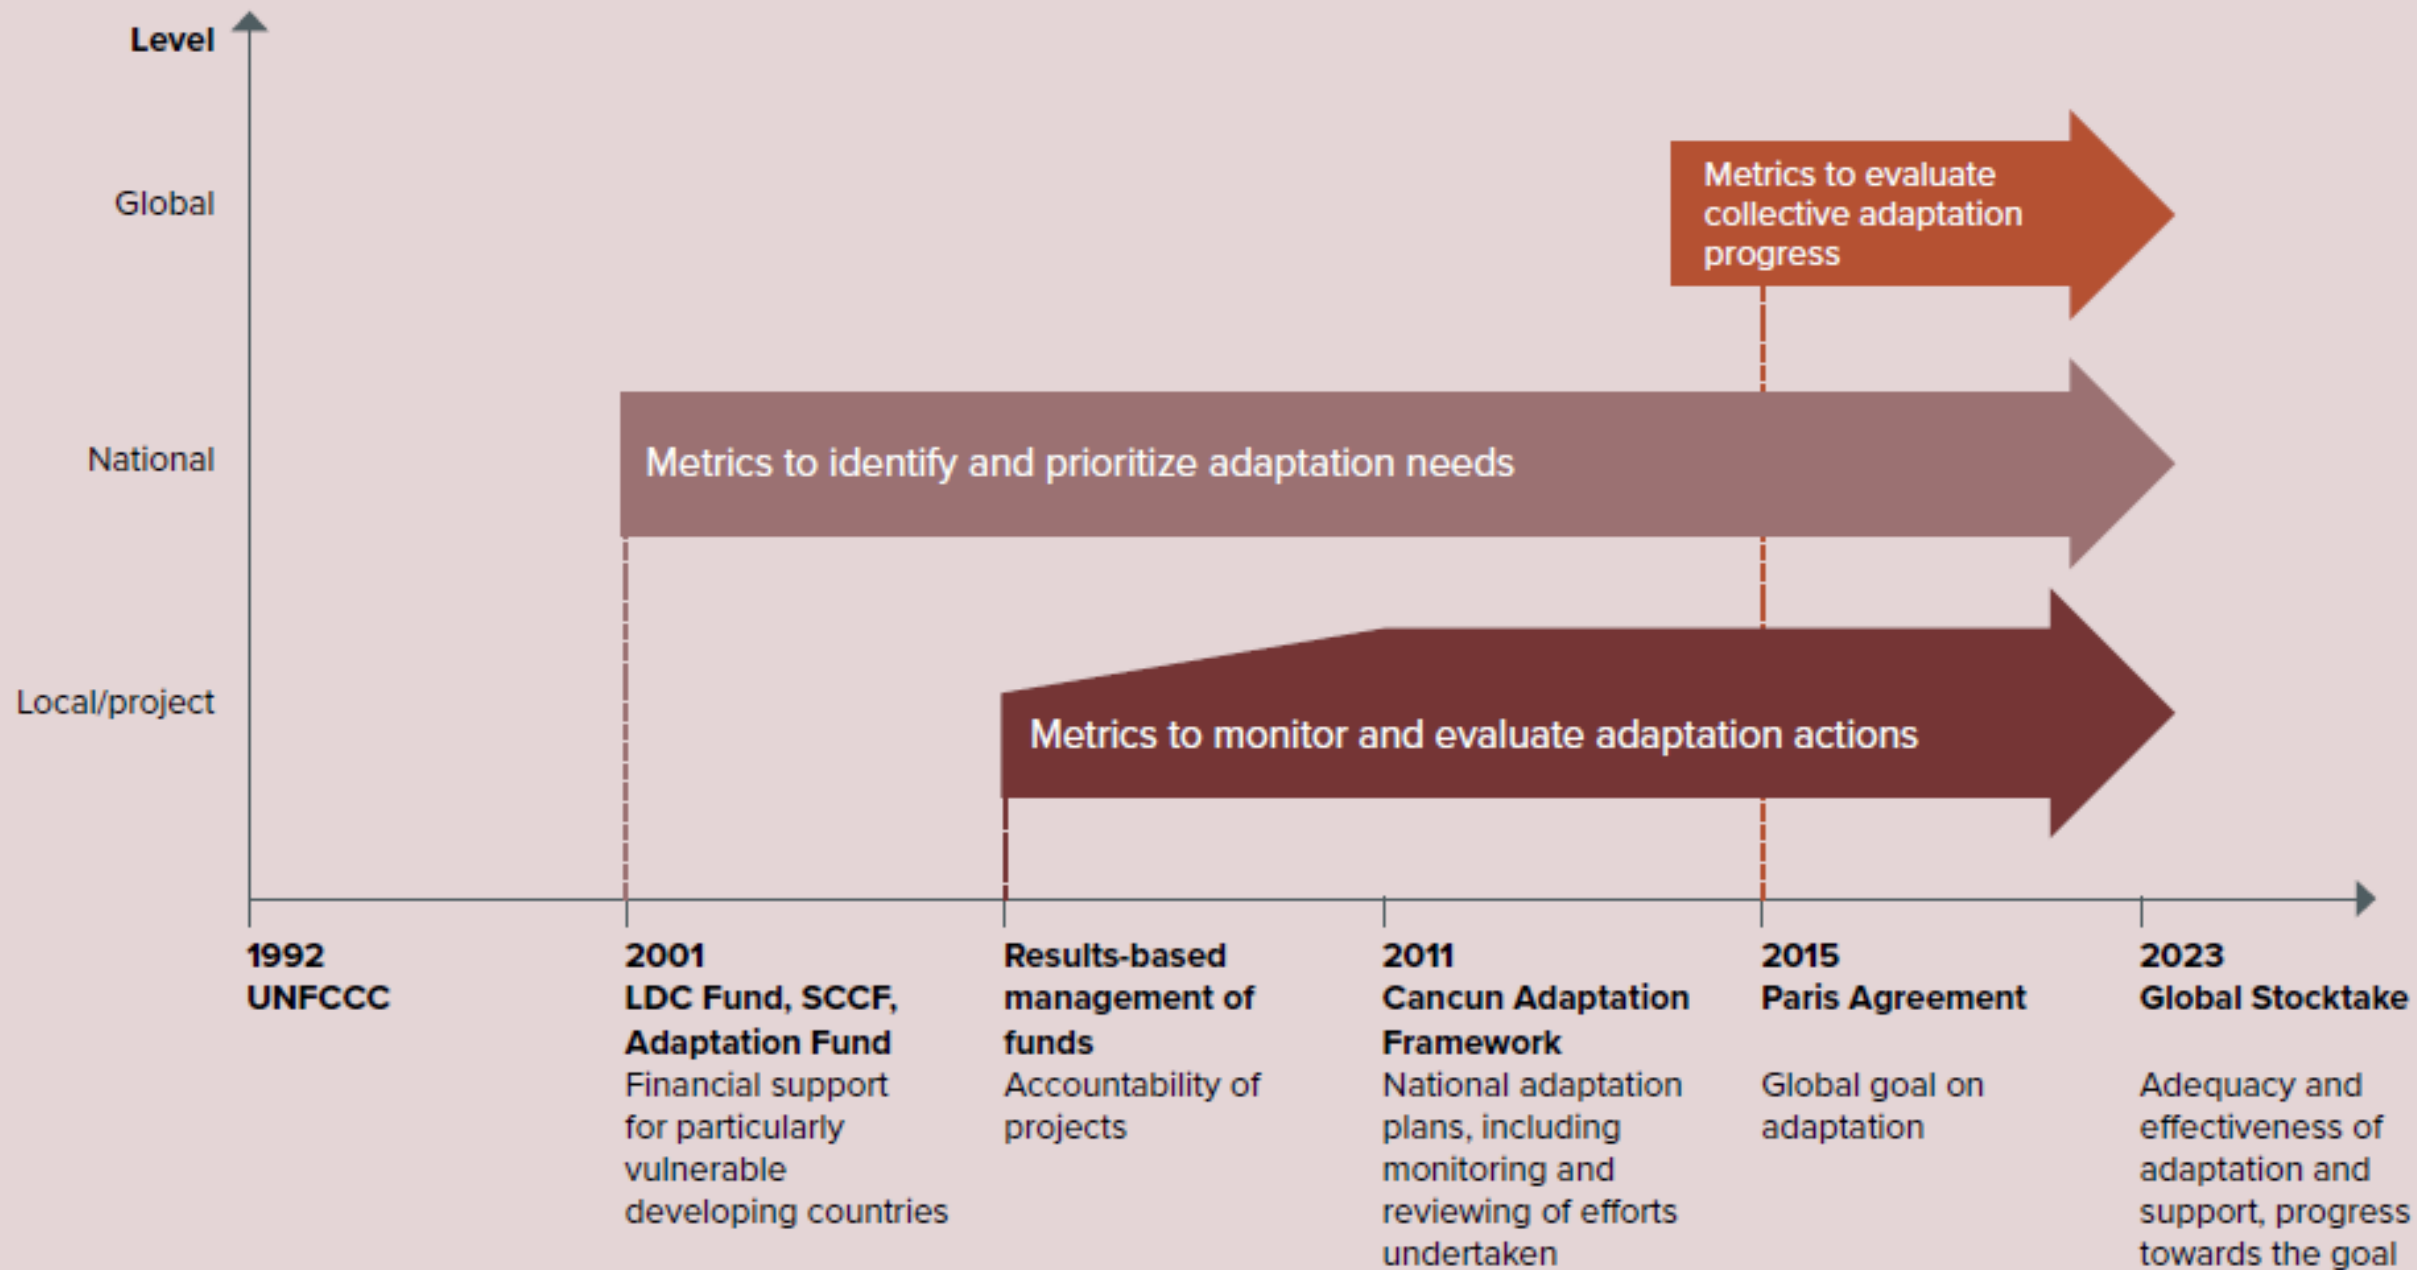 Level
Global
Metrics to evaluate
collective adaptation
progress
National
Metrics to identify and prioritize adaptation needs
Local/project
Metrics to monitor and evaluate adaptation actions
1992
UNFCCC
2001
LDC Fund, SCCF,
Adaptation Fund
Financial support
for particularly
vulnerable
developing countries
Results-based
management of
funds
Accountability of
projects
2011
Cancun Adaptation
Framework
National adaptation
plans, including
monitoring and
reviewing of efforts
undertaken
2015
Paris Agreement
Global goal on
adaptation
2023
Global Stocktake
Adequacy and
effectiveness of
adaptation and
support, progress
towards the goal